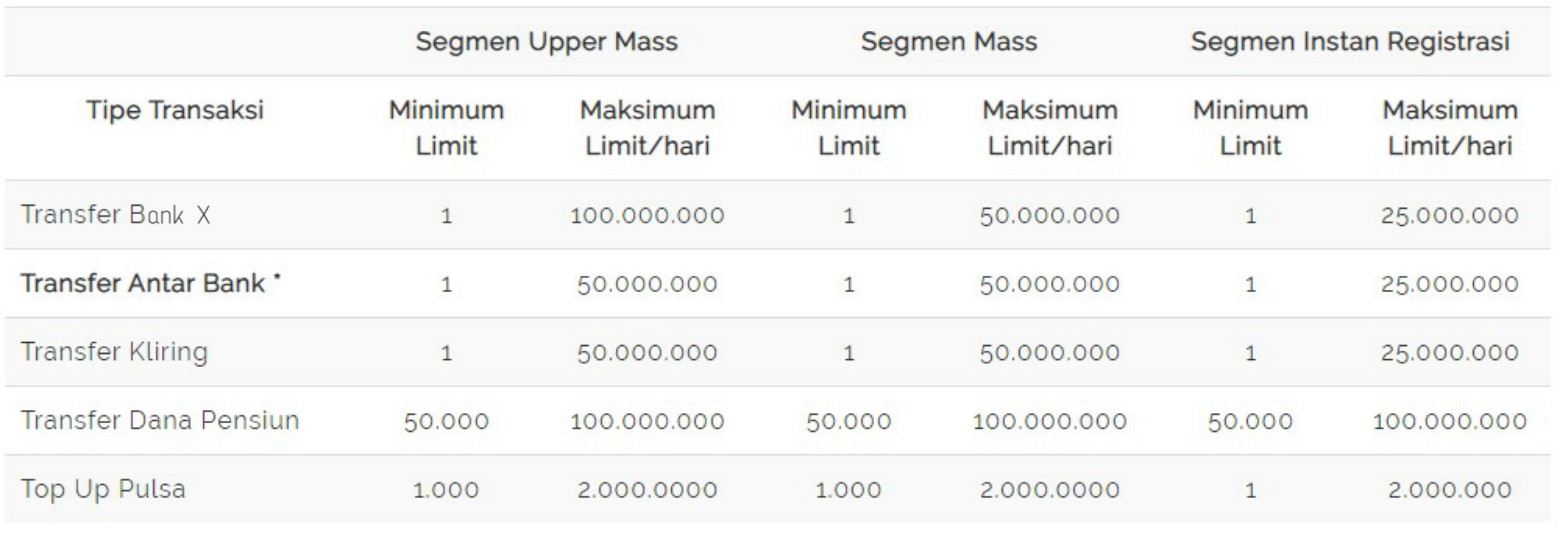 Segmen Upper Mass Segmen Mass Segmen Instan Registrasi
Tipe Transaksi Minimum Maksimum Minimum Maksimum Minimum Maksimum
Limit Limit/hari Limit Limit/hari Limit Limit/hari
Transfer Bank X 1 100.000.000 1 50.000.000 1 25.000.000
Transfer Antar Bank * 1 50.000.000 1 50.000.000 1 25.000.000
Transfer Kliring 1 50.000.000 1 50.000.000 1 25.000.000
Transfer Dana Pensiun 50.000 100.000.000 50.000 100.000.000 50.000 100.000.000
Top Up Pulsa 1.000 2.000.0000 1.000 2.000.0000 1 2.000.000